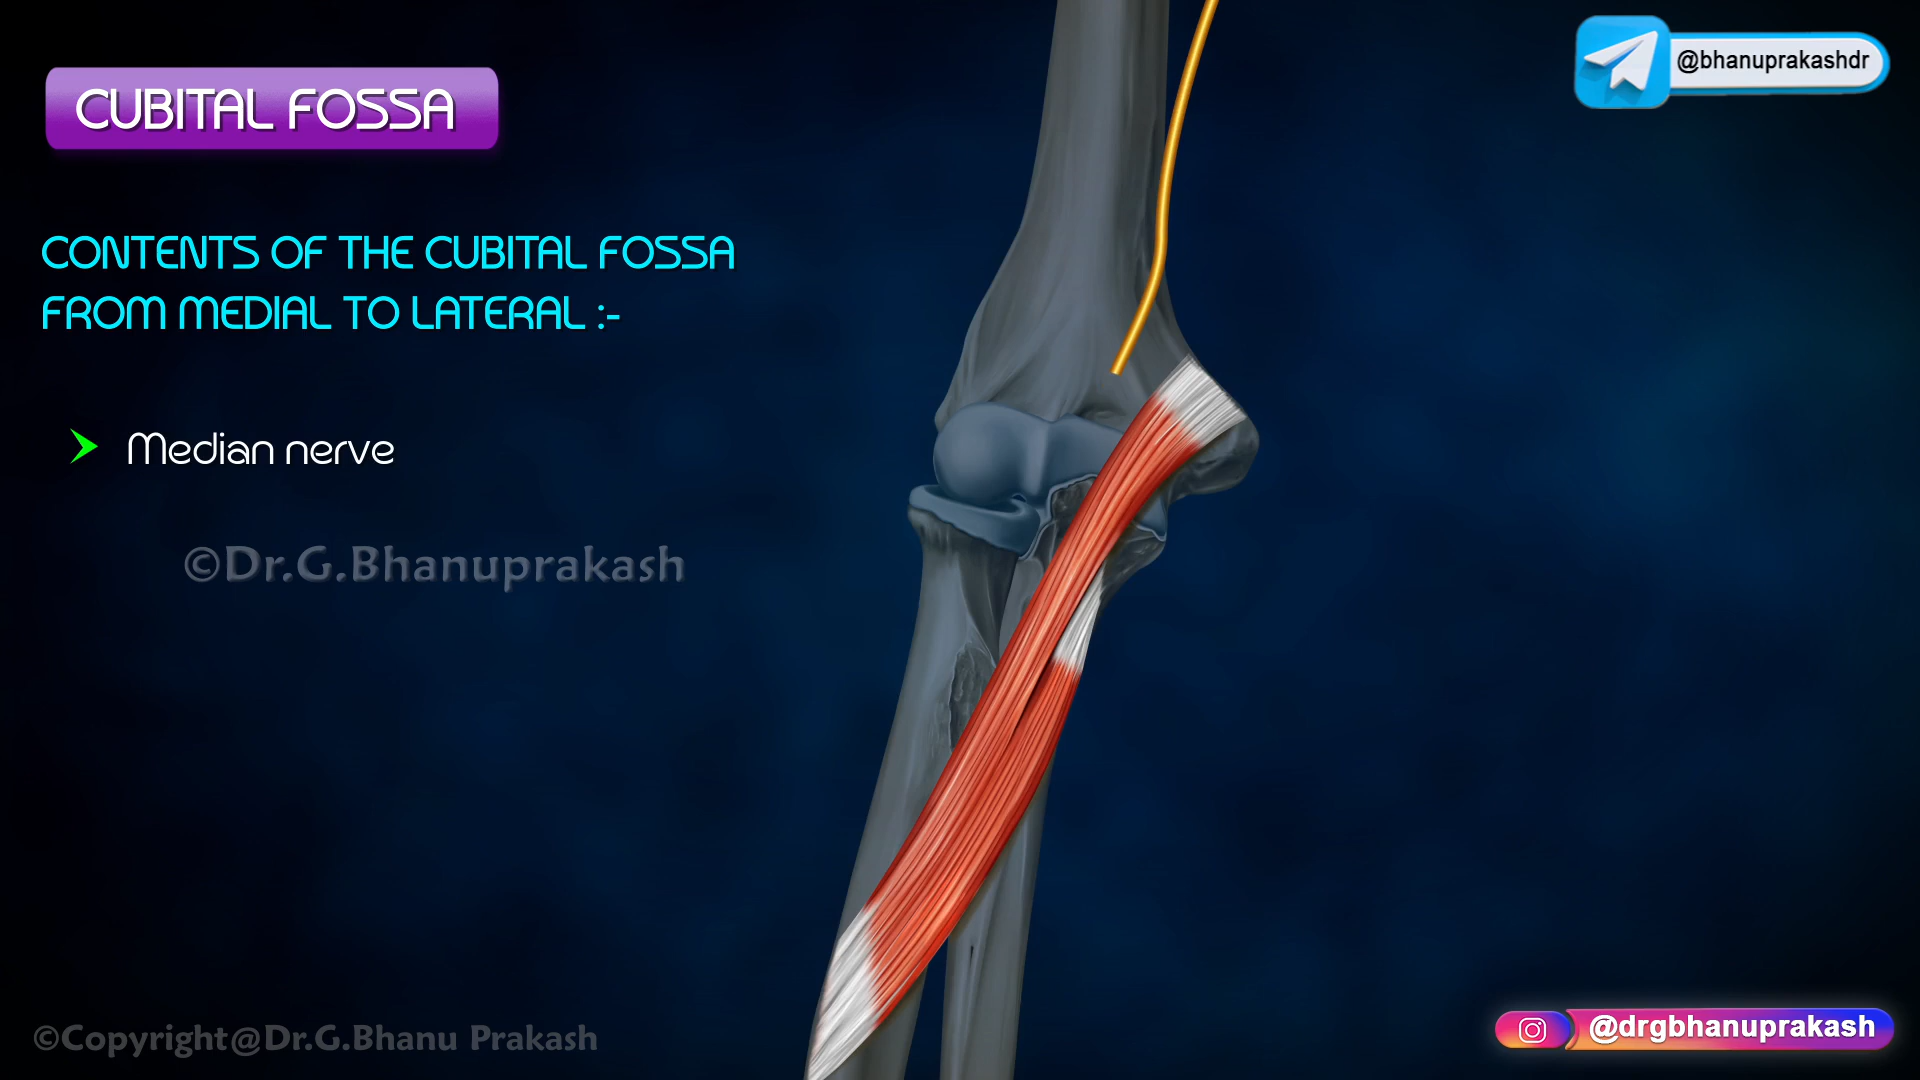 @bhanuprakashdr
CUBITAL FOSSA
CONTENTS OF THE CUBITAL FOSSA
FROM MEDIAL TO LATERAL :-
Median nerve
©Dr.G.Bhanuprakash
©Copyright@Dr.G.Bhanu Prakash
@drgbhanuprakash